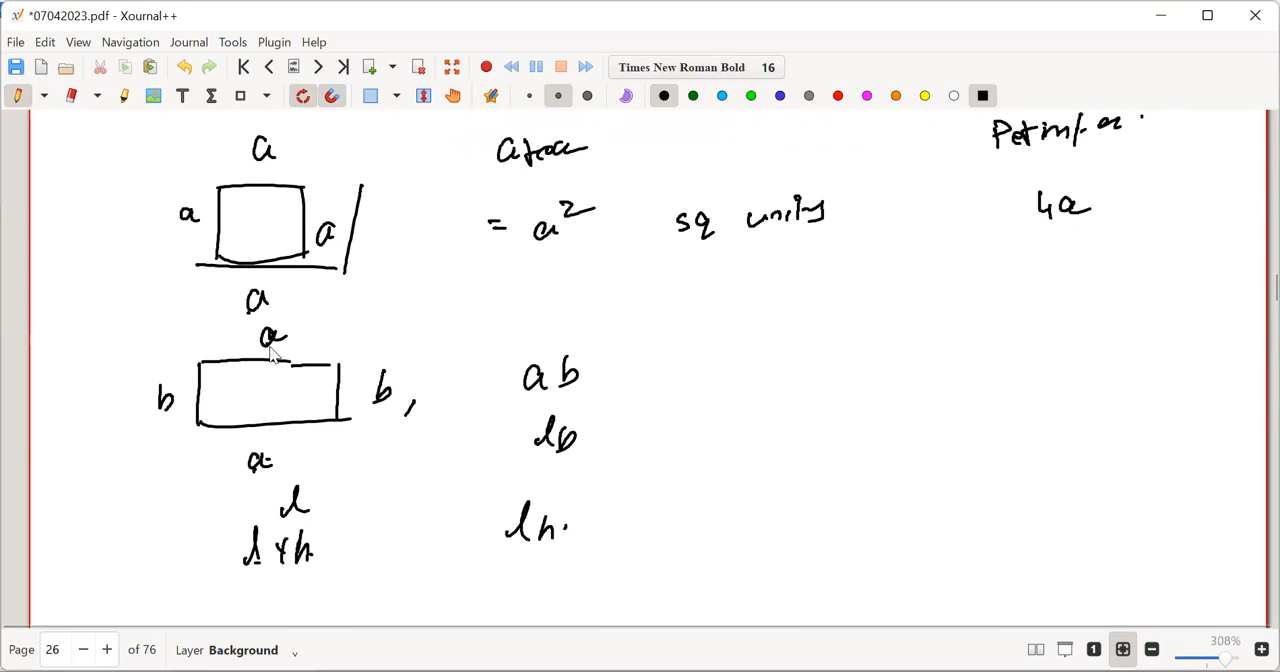 *07042023.pdf - Xournal++
File Edit View Navigation Journal Tools Plugin Help
Times New Roman Bold 16
a area
a a = a² sq units 4a
a
a
b b, ab
lb
a
l
l × h lh.
Page 26 of 76 Layer Background 308%